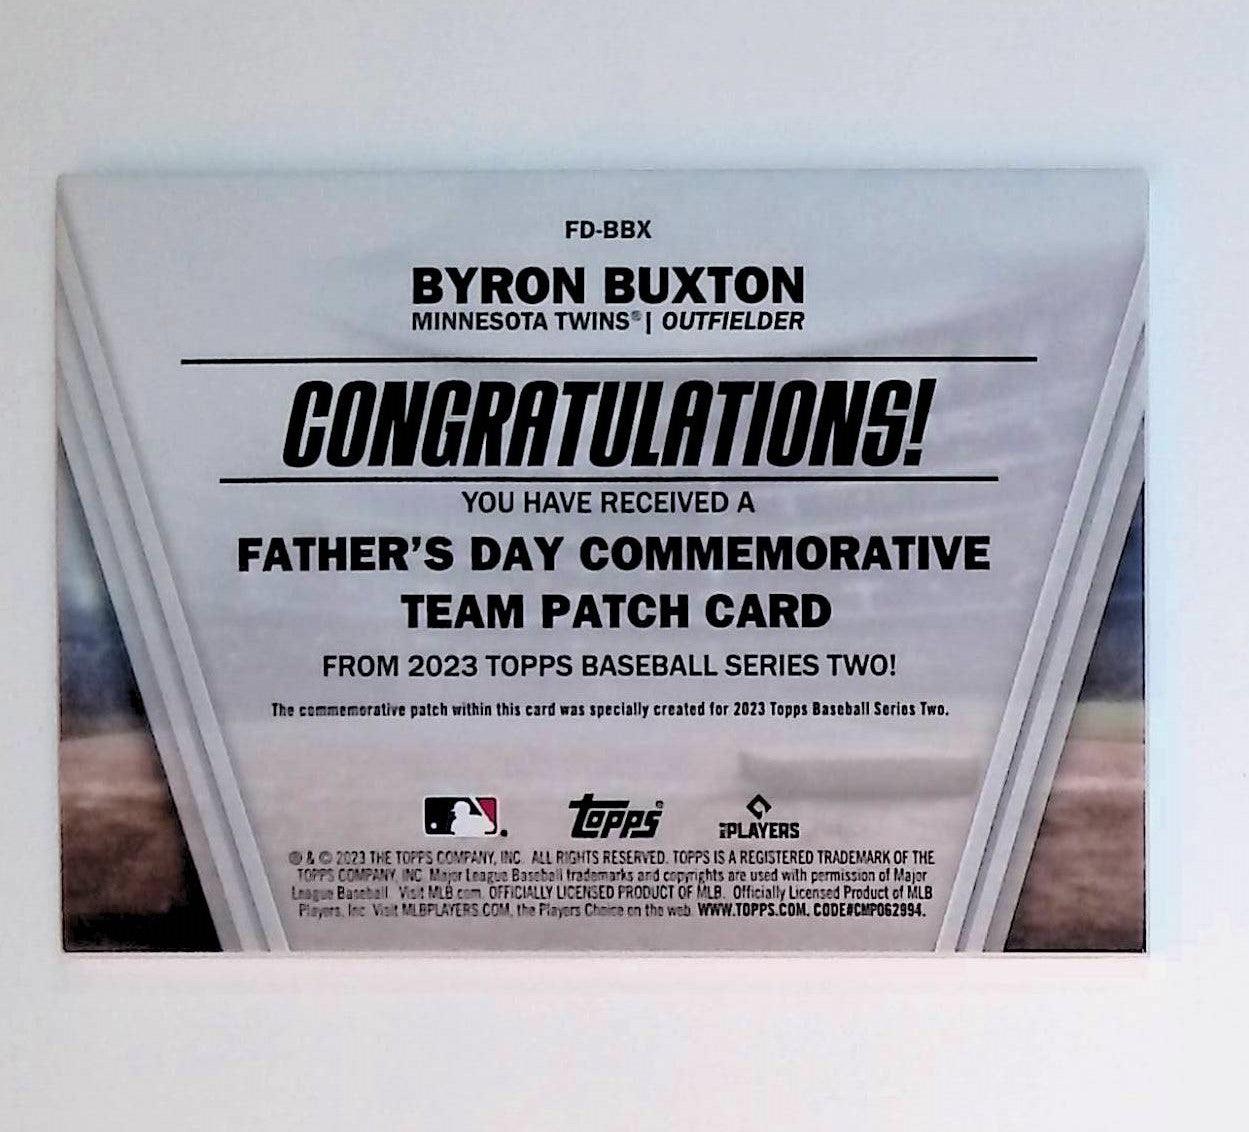 FD-BBX
BYRON BUXTON
MINNESOTA TWINS® | OUTFIELDER
CONGRATULATIONS!
YOU HAVE RECEIVED A
FATHER'S DAY COMMEMORATIVE
TEAM PATCH CARD
FROM 2023 TOPPS BASEBALL SERIES TWO!
The commemorative patch within this card was specially created for 2023 Topps Baseball Series Two.
Topps® PLAYERS
® & © 2023 THE TOPPS COMPANY, INC. ALL RIGHTS RESERVED. TOPPS IS A REGISTERED TRADEMARK OF THE
TOPPS COMPANY, INC. Major League Baseball trademarks and copyrights are used with permission of Major
League Baseball. Visit MLB.com. OFFICIALLY LICENSED PRODUCT OF MLB. Officially Licensed Product of MLB
Players, Inc. Visit MLBPLAYERS.COM, the Players Choice on the web. WWW.TOPPS.COM. CODE#CMP062994.